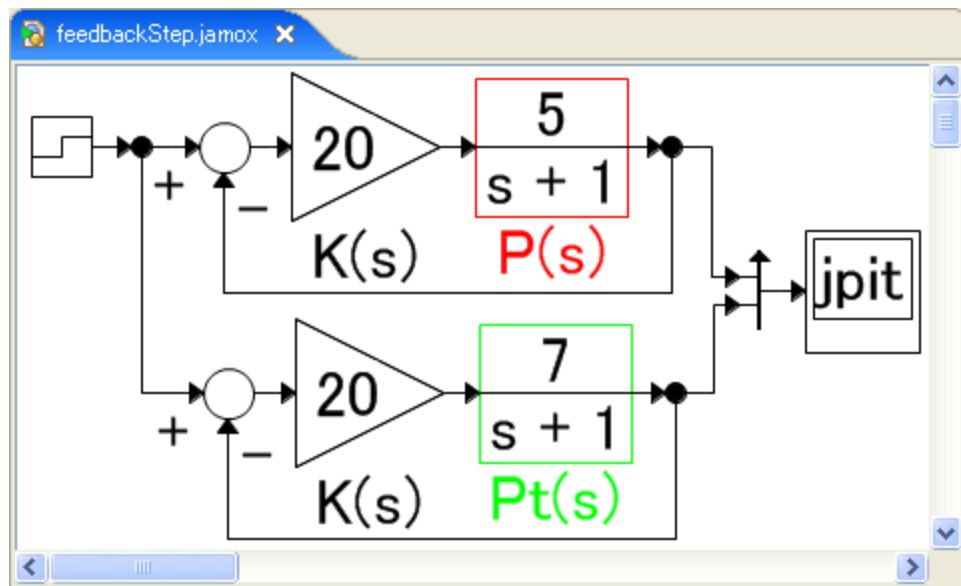 feedbackStep.jamox
20
5
s + 1
+
−
K(s)
P(s)
jpit
20
7
s + 1
+
−
K(s)
Pt(s)